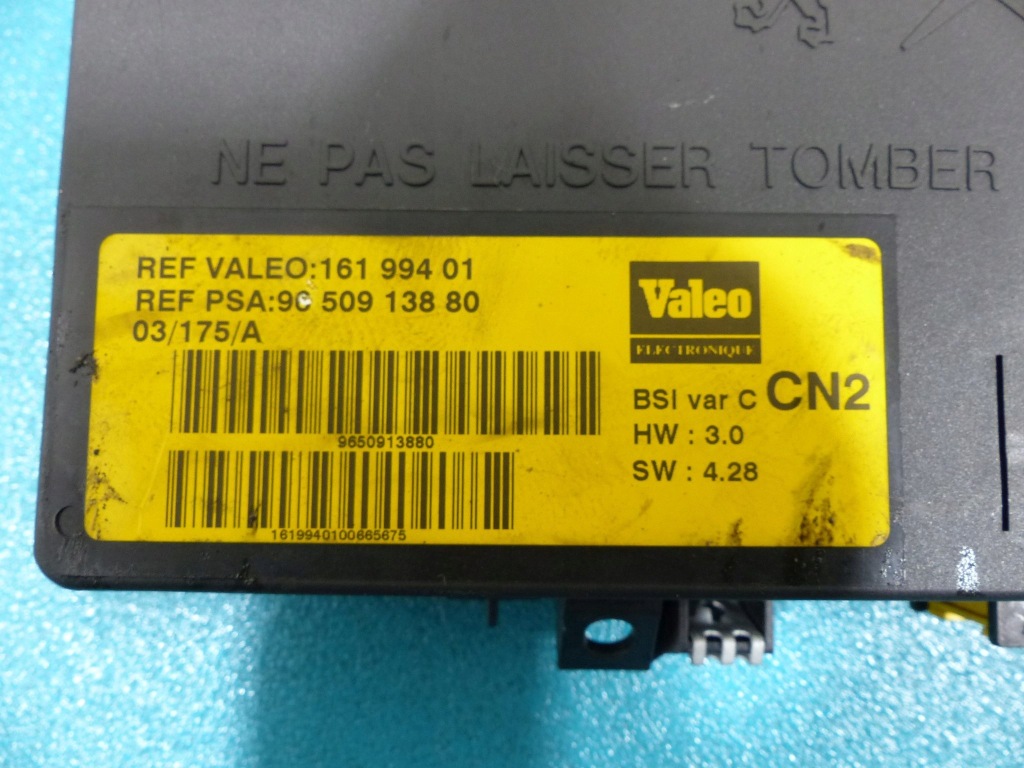 NE PAS LAISSER TOMBER
REF VALEO:161 994 01
REF PSA:96 509 138 80
03/175/A
9650913880
1619940100665675
Valeo
ELECTRONIQUE
BSI var C CN2
HW : 3.0
SW : 4.28